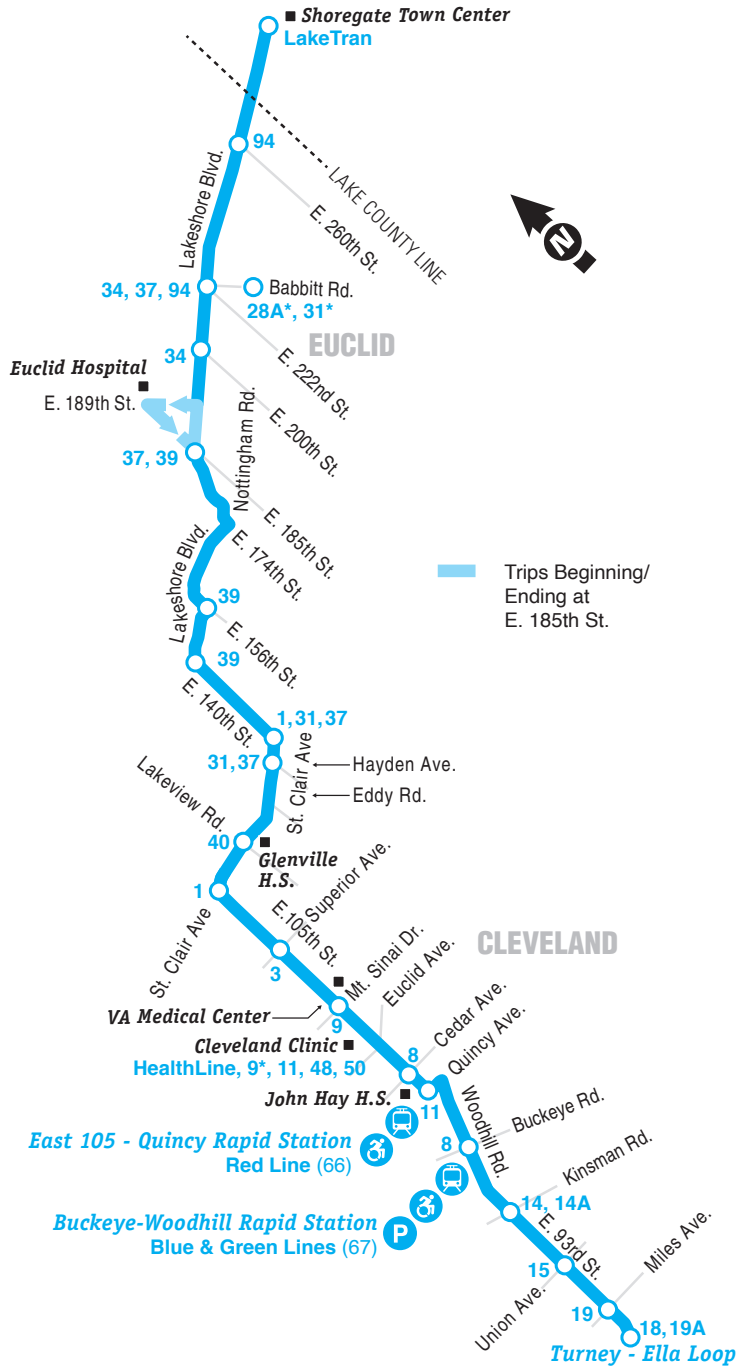 Shoregate Town Center
LakeTran
94
LAKE COUNTY LINE
Lakeshore Blvd.
E. 260th St.
34, 37, 94
Babbitt Rd.
28A*, 31*
N
EUCLID
34
E. 222nd St.
Euclid Hospital
E. 189th St.
E. 200th St.
Nottingham Rd.
37, 39
E. 185th St.
E. 174th St.
Lakeshore Blvd.
Trips Beginning/
Ending at
E. 185th St.
39
E. 156th St.
39
E. 140th St.
1, 31, 37
31, 37
Hayden Ave.
St. Clair Ave
Eddy Rd.
Lakeview Rd.
40
Glenville
H.S.
Superior Ave.
1
St. Clair Ave
E.105th St.
3
CLEVELAND
Mt. Sinai Dr.
Euclid Ave.
VA Medical Center
9
Cleveland Clinic
HealthLine, 9*, 11, 48, 50
8
Cedar Ave.
Quincy Ave.
John Hay H.S.
11
Woodhill Rd.
Buckeye Rd.
East 105 - Quincy Rapid Station
Red Line (66)
8
Kinsman Rd.
14, 14A
Buckeye-Woodhill Rapid Station
Blue & Green Lines (67)
P
E. 93rd St.
15
Union Ave.
Miles Ave.
19
18, 19A
Turney - Ella Loop